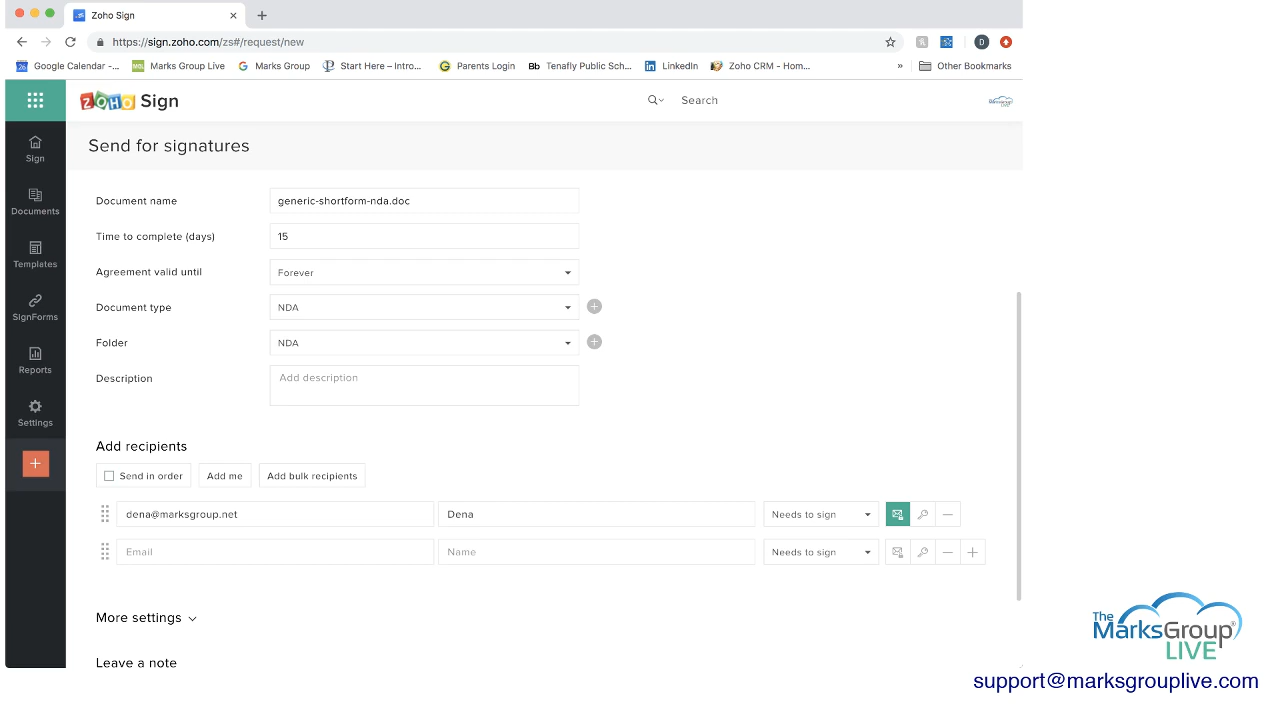 Zoho Sign
https://sign.zoho.com/zs#/request/new
D
Google Calendar -... Marks Group Live Marks Group Start Here – Intro... Parents Login Bb Tenafly Public Sch... LinkedIn Zoho CRM - Hom... » Other Bookmarks
ZOHO Sign
Search
Sign
Documents
Templates
SignForms
Reports
Settings
Send for signatures
Document name generic-shortform-nda.doc
Time to complete (days) 15
Agreement valid until Forever
Document type NDA
Folder NDA
Description Add description
Add recipients
Send in order Add me Add bulk recipients
dena@marksgroup.net Dena Needs to sign
Email Name Needs to sign
More settings
Leave a note
The
MarksGroup®
LIVE
support@marksgrouplive.com